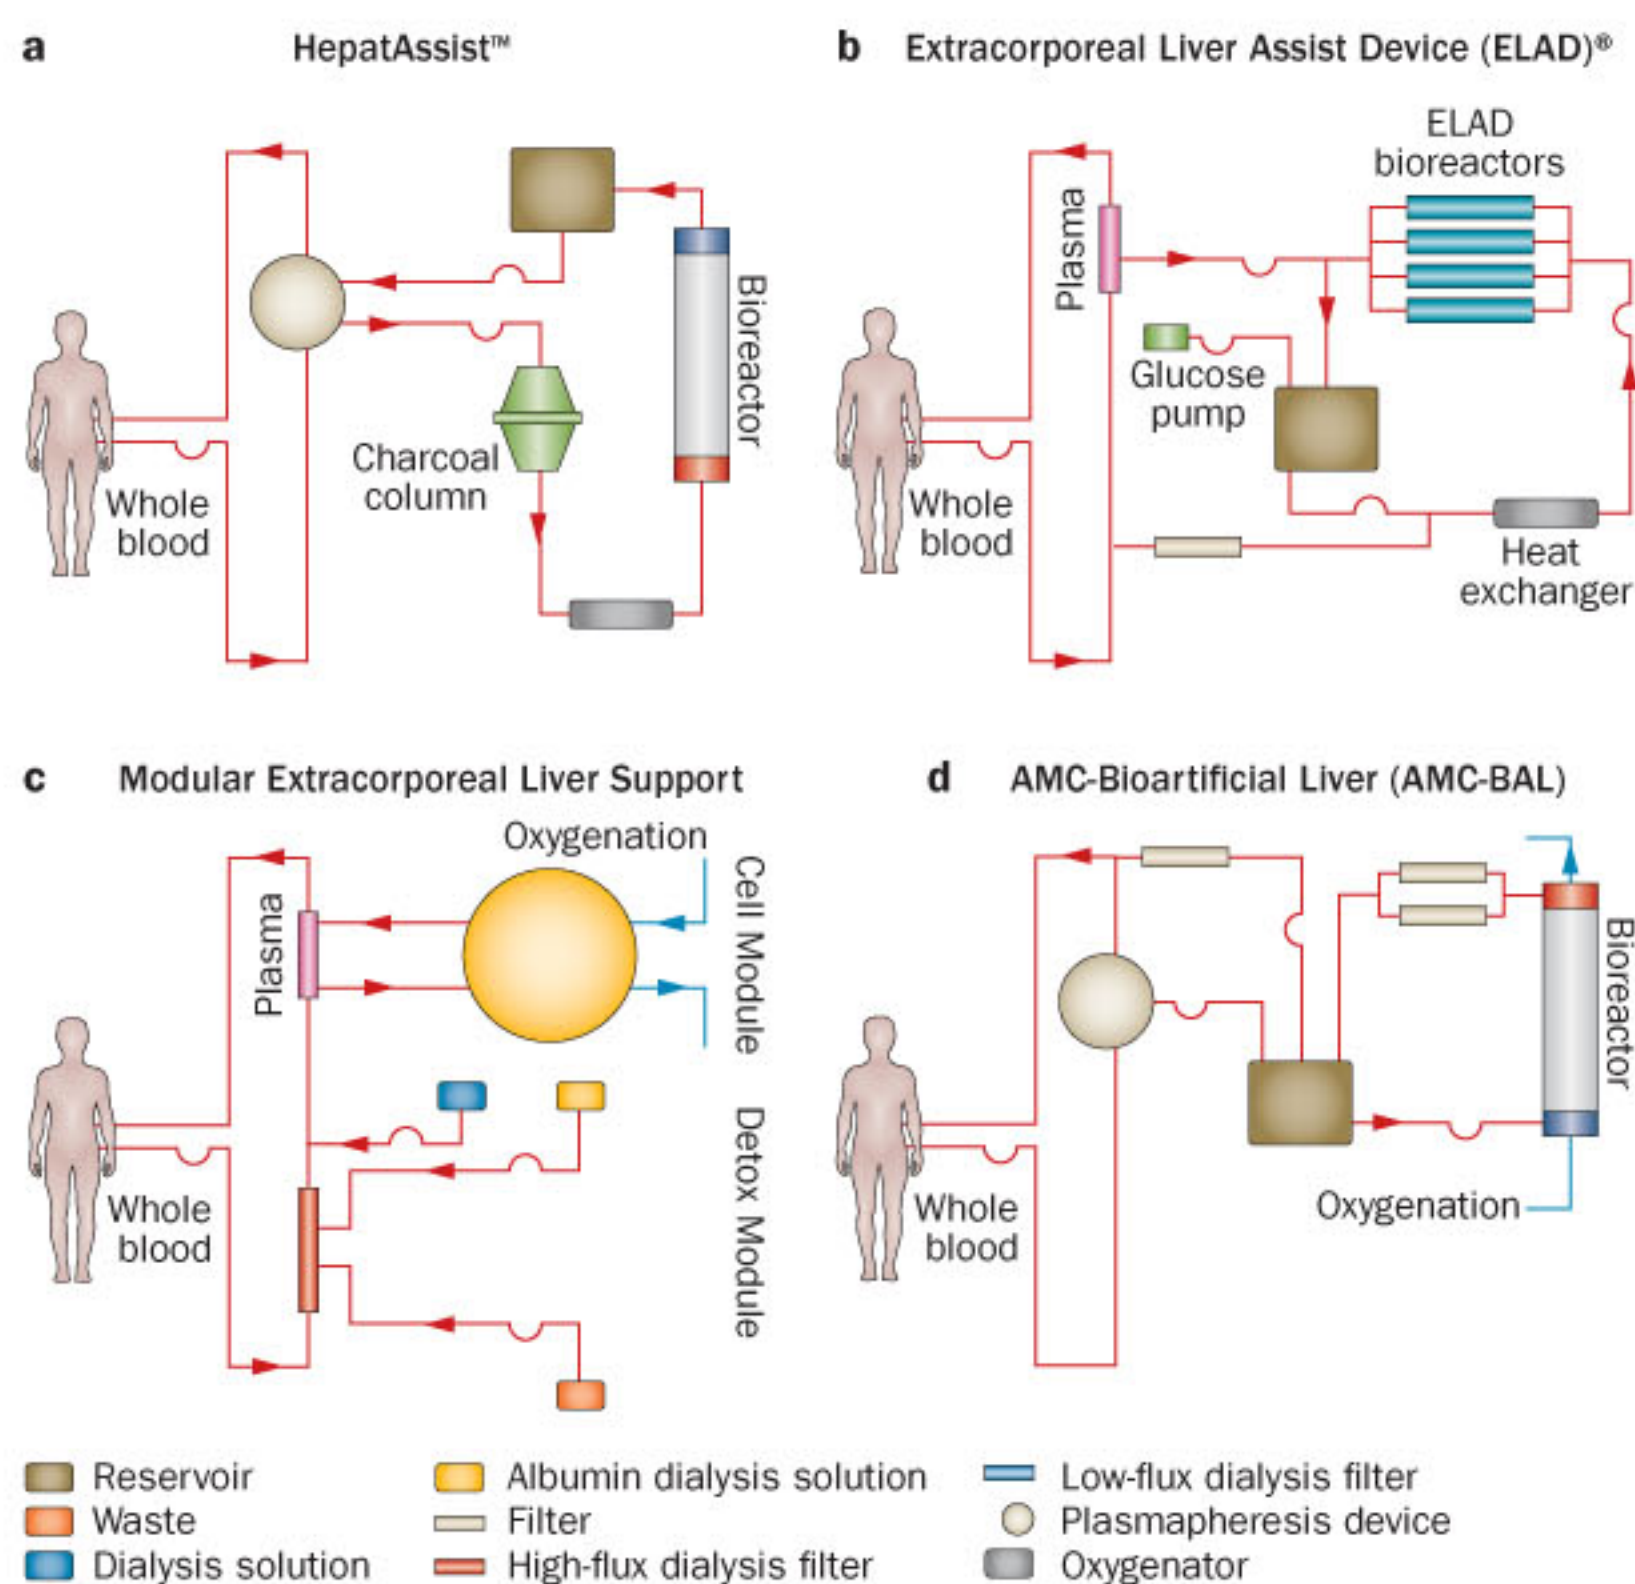 a HepatAssist™
Bioreactor
Charcoal
column
Whole
blood
b Extracorporeal Liver Assist Device (ELAD)®
ELAD
bioreactors
Plasma
Glucose
pump
Whole
blood
Heat
exchanger
c Modular Extracorporeal Liver Support
Oxygenation
Cell Module
Plasma
Detox Module
Whole
blood
d AMC-Bioartificial Liver (AMC-BAL)
Bioreactor
Whole
blood
Oxygenation
Reservoir
Waste
Dialysis solution
Albumin dialysis solution
Filter
High-flux dialysis filter
Low-flux dialysis filter
Plasmapheresis device
Oxygenator